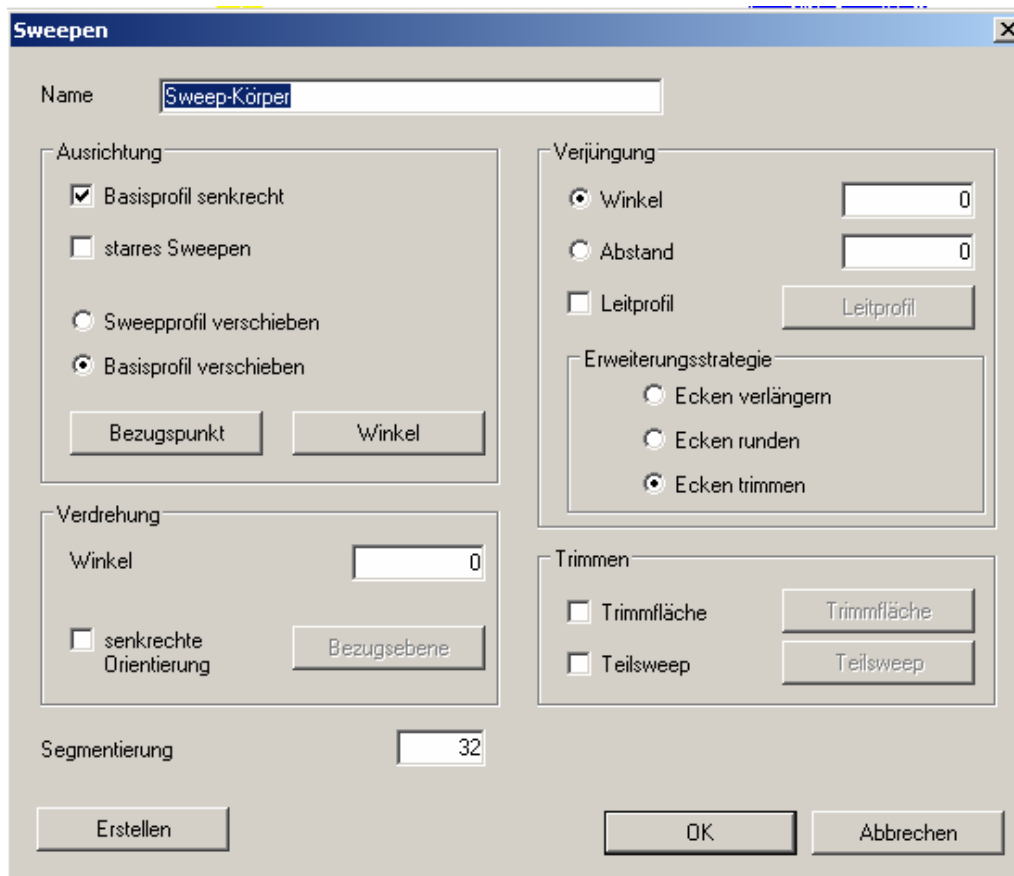 Sweepen
Name
Sweep-Körper
Ausrichtung
Basisprofil senkrecht
starres Sweepen
Sweepprofil verschieben
Basisprofil verschieben
Bezugspunkt
Winkel
Verdrehung
Winkel
0
senkrechte
Orientierung
Bezugsebene
Segmentierung
32
Verjüngung
Winkel
0
Abstand
0
Leitprofil
Leitprofil
Erweiterungsstrategie
Ecken verlängern
Ecken runden
Ecken trimmen
Trimmen
Trimmfläche
Trimmfläche
Teilsweep
Teilsweep
Erstellen
OK
Abbrechen